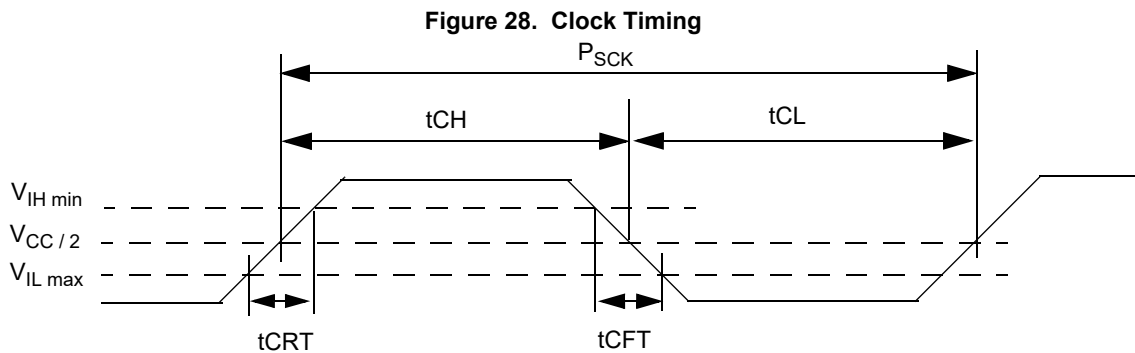 Figure 28. Clock Timing
PSCK
tCH
tCL
VIH min
VCC / 2
VIL max
tCRT
tCFT